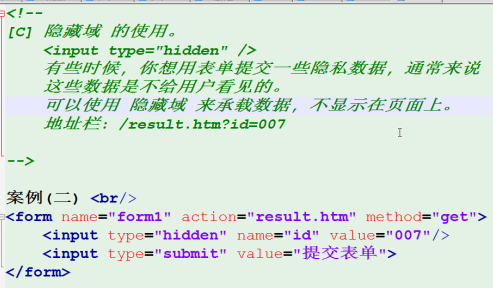 <!--
[C] 隐藏域 的使用。
<input type="hidden" />
有些时候，你想用表单提交一些隐私数据，通常来说
这些数据是不给用户看见的。
可以使用 隐藏域 来承载数据，不显示在页面上。
地址栏：/result.htm?id=007
-->
案例(二) <br/>
<form name="form1" action="result.htm" method="get">
<input type="hidden" name="id" value="007"/>
<input type="submit" value="提交表单">
</form>